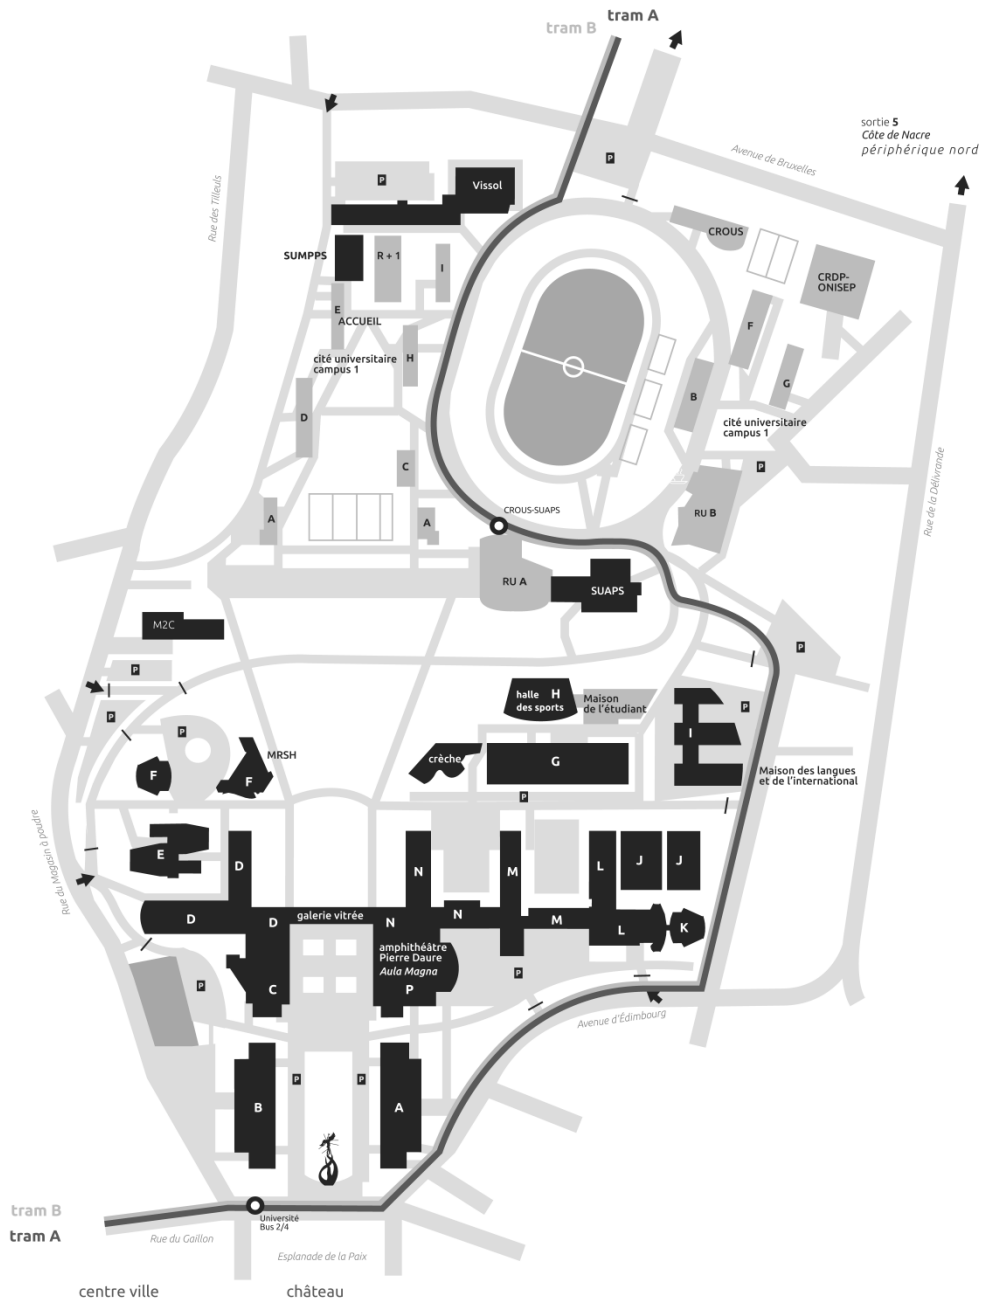 tram A
tram B
sortie 5
Côte de Nacre
périphérique nord
Avenue de Bruxelles
P
P
Vissol
Rue des Tilleuls
CROUS
SUMPPS
R + 1
I
CRDP-
ONISEP
E
ACCUEIL
F
cité universitaire
campus 1
H
G
B
D
cité universitaire
campus 1
C
P
Rue de la Délivrande
CROUS-SUAPS
A
A
RU B
RU A
SUAPS
M2C
P
P
P
halle H
des sports
Maison
de l'étudiant
P
P
I
MRSH
crèche
G
F
F
Maison des langues
et de l'international
P
Rue du Magasin à poudre
E
D
N
M
L
J
J
D
D
galerie vitrée
N
N
M
L
K
amphithéâtre
Pierre Daure
Aula Magna
P
P
C
P
Avenue d'Édimbourg
P
P
B
A
tram B
tram A
Université
Bus 2/4
Rue du Gaillon
Esplanade de la Paix
centre ville
château